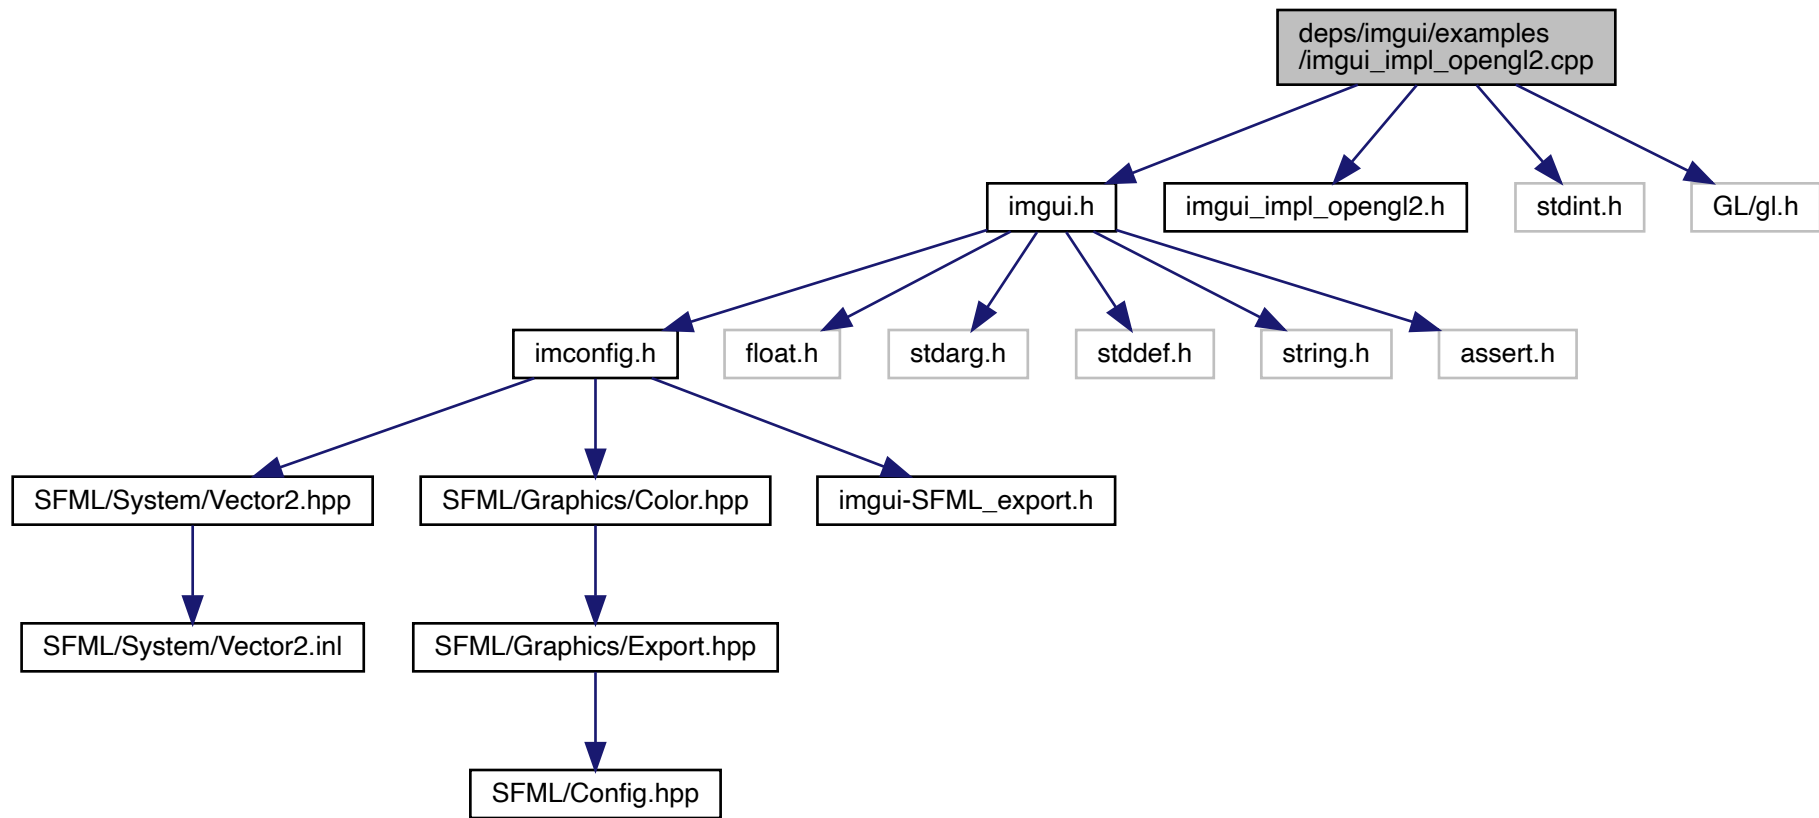 deps/imgui/examples
/imgui_impl_opengl2.cpp
imgui.h
imgui_impl_opengl2.h
stdint.h
GL/gl.h
imconfig.h
float.h
stdarg.h
stddef.h
string.h
assert.h
SFML/System/Vector2.hpp
SFML/Graphics/Color.hpp
imgui-SFML_export.h
SFML/System/Vector2.inl
SFML/Graphics/Export.hpp
SFML/Config.hpp